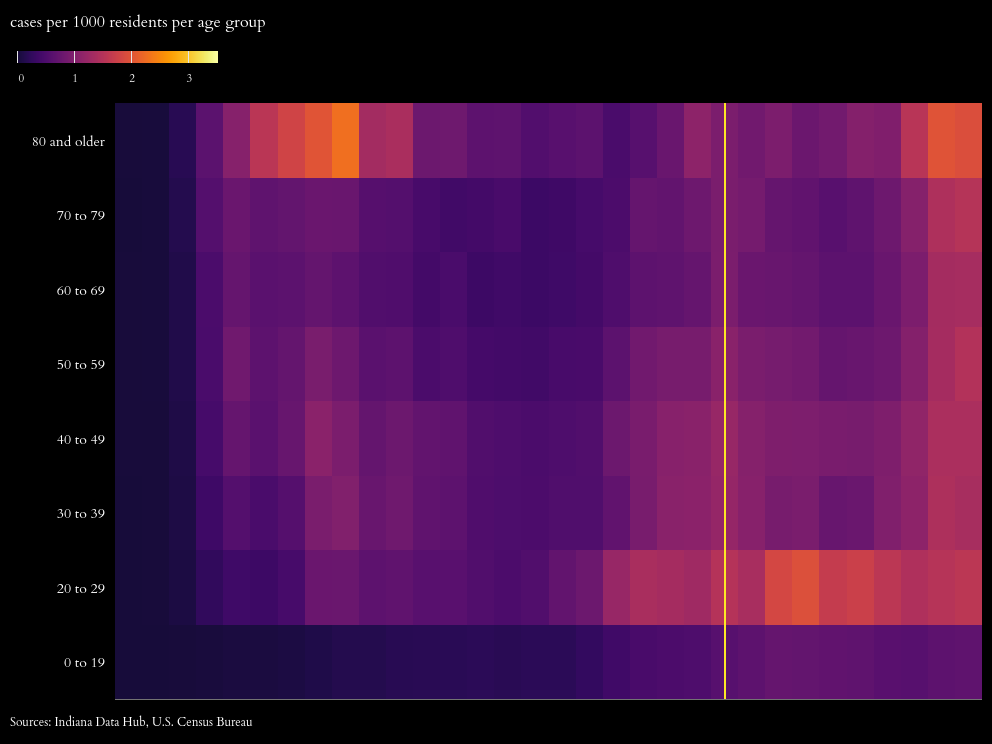 cases per 1000 residents per age group
0 1 2 3
80 and older
70 to 79
60 to 69
50 to 59
40 to 49
30 to 39
20 to 29
0 to 19
Sources: Indiana Data Hub, U.S. Census Bureau